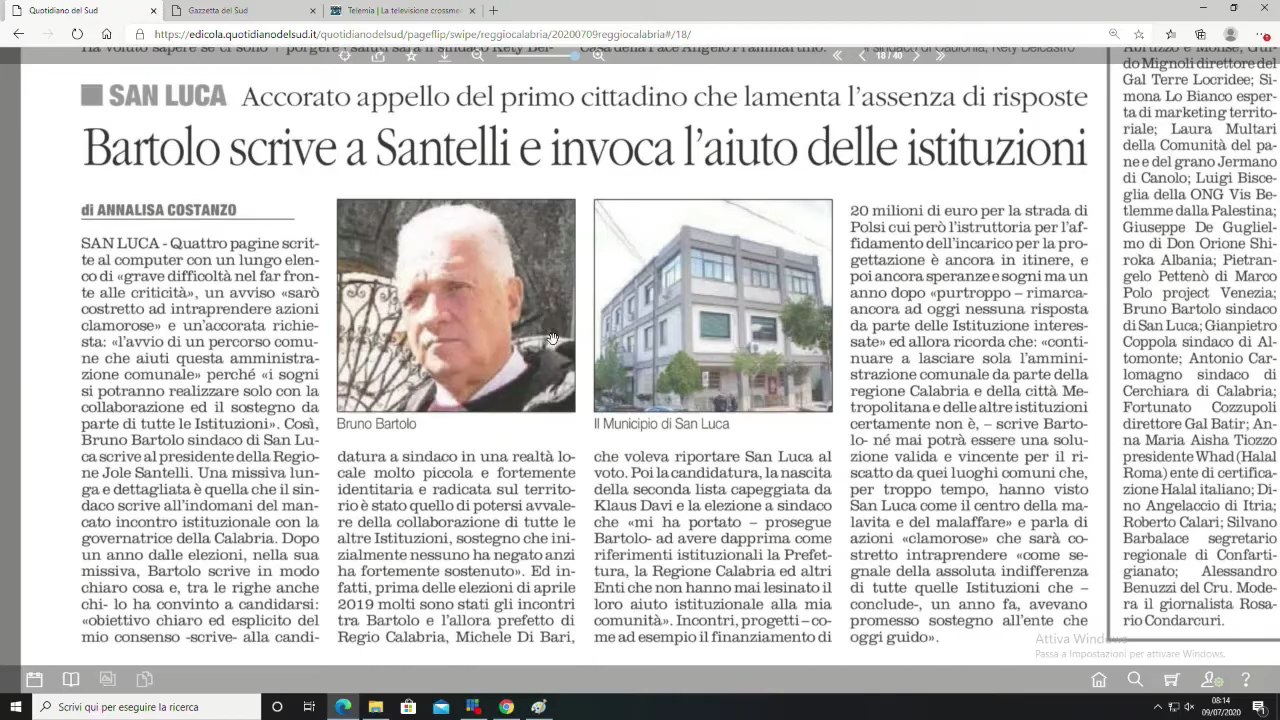 Quotidiano del Sud
Gazzetta del Sud
Telemia | La televisione crossme
https://edicola.quotidianodelsud.it/quotidianodelsud/pageflip/swipe/reggiocalabria/20200709reggiocalabria#/18/
18 / 40
SAN LUCA Accorato appello del primo cittadino che lamenta l'assenza di risposte
Bartolo scrive a Santelli e invoca l'aiuto delle istituzioni
di ANNALISA COSTANZO
SAN LUCA - Quattro pagine scrit-
te al computer con un lungo elen-
co di «grave difficoltà nel far fron-
te alle criticità», un avviso «sarò
costretto ad intraprendere azioni
clamorose» e un'accorata richie-
sta: «l'avvio di un percorso comu-
ne che aiuti questa amministra-
zione comunale» perché «i sogni
si potranno realizzare solo con la
collaborazione ed il sostegno da
parte di tutte le Istituzioni». Così,
Bruno Bartolo sindaco di San Lu-
ca scrive al presidente della Regio-
ne Jole Santelli. Una missiva lun-
ga e dettagliata è quella che il sin-
daco scrive all'indomani del man-
cato incontro istituzionale con la
governatrice della Calabria. Dopo
un anno dalle elezioni, nella sua
missiva, Bartolo scrive in modo
chiaro cosa e, tra le righe anche
chi- lo ha convinto a candidarsi:
«obiettivo chiaro ed esplicito del
mio consenso -scrive- alla candi-
Bruno Bartolo
datura a sindaco in una realtà lo-
cale molto piccola e fortemente
identitaria e radicata sul territo-
rio è stato quello di potersi avvale-
re della collaborazione di tutte le
altre Istituzioni, sostegno che ini-
zialmente nessuno ha negato anzi
ha fortemente sostenuto». Ed in-
fatti, prima delle elezioni di aprile
2019 molti sono stati gli incontri
tra Bartolo e l'allora prefetto di
Regio Calabria, Michele Di Bari,
Il Municipio di San Luca
che voleva riportare San Luca al
voto. Poi la candidatura, la nascita
della seconda lista capeggiata da
Klaus Davi e la elezione a sindaco
che «mi ha portato – prosegue
Bartolo- ad avere dapprima come
riferimenti istituzionali la Prefet-
tura, la Regione Calabria ed altri
Enti che non hanno mai lesinato il
loro aiuto istituzionale alla mia
comunità». Incontri, progetti – co-
me ad esempio il finanziamento di
20 milioni di euro per la strada di
Polsi cui però l'istruttoria per l'af-
fidamento dell'incarico per la pro-
gettazione è ancora in itinere, e
poi ancora speranze e sogni ma un
anno dopo «purtroppo – rimarca-
ancora ad oggi nessuna risposta
da parte delle Istituzione interes-
sate» ed allora ricorda che: «conti-
nuare a lasciare sola l'ammini-
strazione comunale da parte della
regione Calabria e della città Me-
tropolitana e delle altre istituzioni
certamente non è, – scrive Barto-
lo- né mai potrà essere una solu-
zione valida e vincente per il ri-
scatto da quei luoghi comuni che,
per troppo tempo, hanno visto
San Luca come il centro della ma-
lavita e del malaffare» e parla di
azioni «clamorose» che sarà co-
stretto intraprendere «come se-
gnale della assoluta indifferenza
di tutte quelle Istituzioni che –
conclude-, un anno fa, avevano
promesso sostegno all'ente che
oggi guido».
Abruzzo e Molise, Gui-
do Mignoli direttore del
Gal Terre Locridee; Si-
mona Lo Bianco esper-
ta di marketing territo-
riale; Laura Multari
della Comunità del pa-
ne e del grano Jermano
di Canolo; Luigi Bisce-
glia della ONG Vis Be-
tlemme dalla Palestina;
Giuseppe De Gugliel-
mo di Don Orione Shi-
roka Albania; Pietran-
gelo Pettenò di Marco
Polo project Venezia;
Bruno Bartolo sindaco
di San Luca; Gianpietro
Coppola sindaco di Al-
tomonte; Antonio Car-
lomagno sindaco di
Cerchiara di Calabria;
Fortunato Cozzupoli
direttore Gal Batir; An-
na Maria Aisha Tiozzo
presidente Whad (Halal
Roma) ente di certifica-
zione Halal italiano; Di-
no Angelaccio di Itria;
Roberto Calari; Silvano
Barbalace segretario
regionale di Confarti-
gianato; Alessandro
Benuzzi del Cru. Mode-
ra il giornalista Rosa-
rio Condarcuri.
Attiva Windows
Passa a Impostazioni per attivare Windows.
Scrivi qui per eseguire la ricerca
08:14
09/07/2020